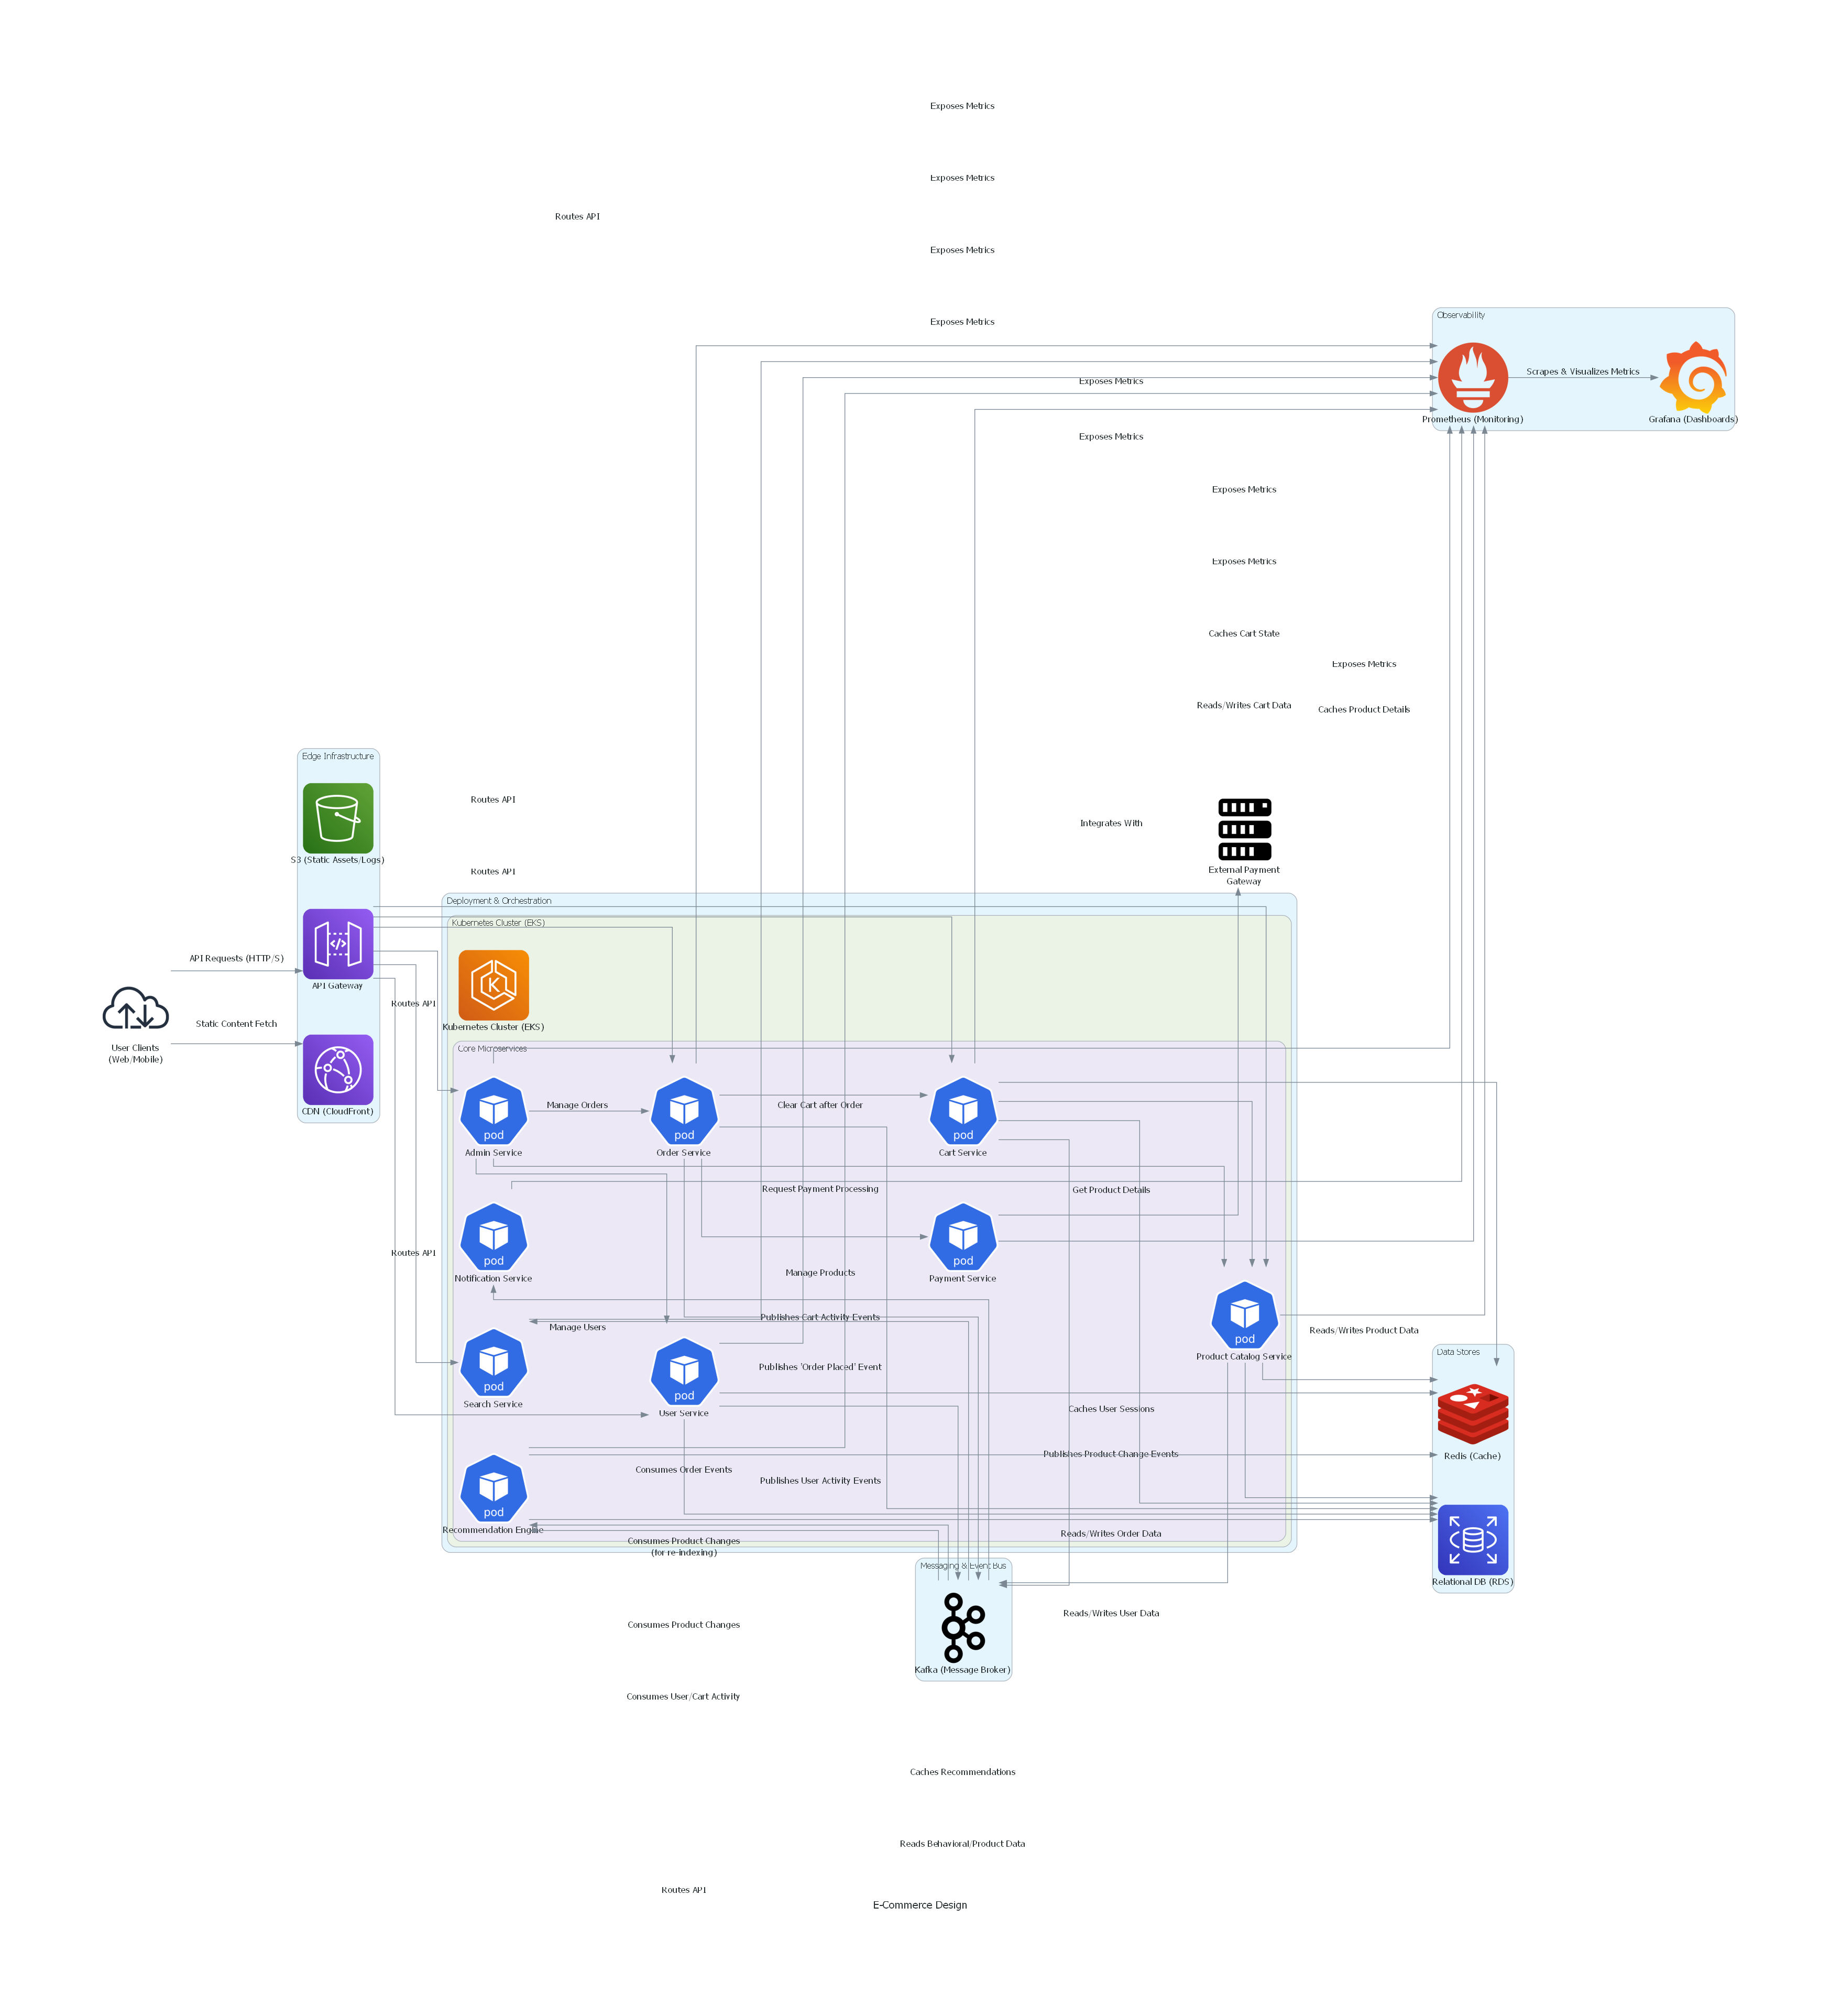 Exposes Metrics
Exposes Metrics
Routes API
Exposes Metrics
Observability
Exposes Metrics
Scrapes & Visualizes Metrics
Exposes Metrics
Prometheus (Monitoring)
Grafana (Dashboards)
Exposes Metrics
Exposes Metrics
Exposes Metrics
Caches Cart State
Exposes Metrics
Reads/Writes Cart Data
Caches Product Details
Edge Infrastructure
Routes API
Integrates With
S3 (Static Assets/Logs)
Routes API
External Payment
Gateway
Deployment & Orchestration
Kubernetes Cluster (EKS)
API Requests (HTTP/S)
API Gateway
Routes API
Static Content Fetch
Kubernetes Cluster (EKS)
User Clients
(Web/Mobile)
Core Microservices
CDN (CloudFront)
Manage Orders
Clear Cart after Order
pod
pod
pod
Admin Service
Order Service
Cart Service
Request Payment Processing
Get Product Details
Routes API
pod
pod
Notification Service
Manage Products
Payment Service
Publishes Cart Activity Events
Manage Users
Reads/Writes Product Data
pod
Product Catalog Service
Data Stores
Publishes 'Order Placed' Event
pod
pod
Search Service
User Service
Caches User Sessions
Publishes Product Change Events
Redis (Cache)
Consumes Order Events
Publishes User Activity Events
pod
Recommendation Engine
Reads/Writes Order Data
Consumes Product Changes
(for re-indexing)
Messaging & Event Bus
Relational DB (RDS)
Reads/Writes User Data
Consumes Product Changes
Kafka (Message Broker)
Consumes User/Cart Activity
Caches Recommendations
Reads Behavioral/Product Data
Routes API
E-Commerce Design